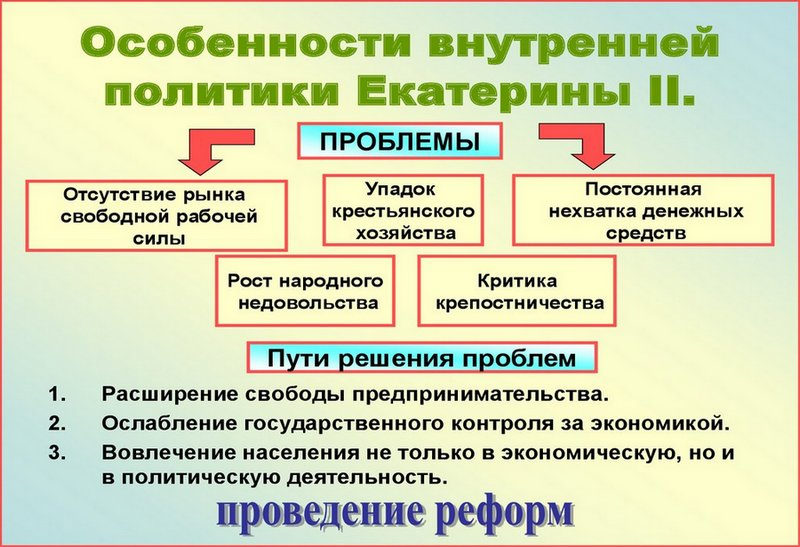 Особенности внутренней
политики Екатерины II.
ПРОБЛЕМЫ
Отсутствие рынка
свободной рабочей
силы
Упадок
крестьянского
хозяйства
Постоянная
нехватка денежных
средств
Рост народного
недовольства
Критика
крепостничества
Пути решения проблем
1. Расширение свободы предпринимательства.
2. Ослабление государственного контроля за экономикой.
3. Вовлечение населения не только в экономическую, но и
в политическую деятельность.
проведение реформ